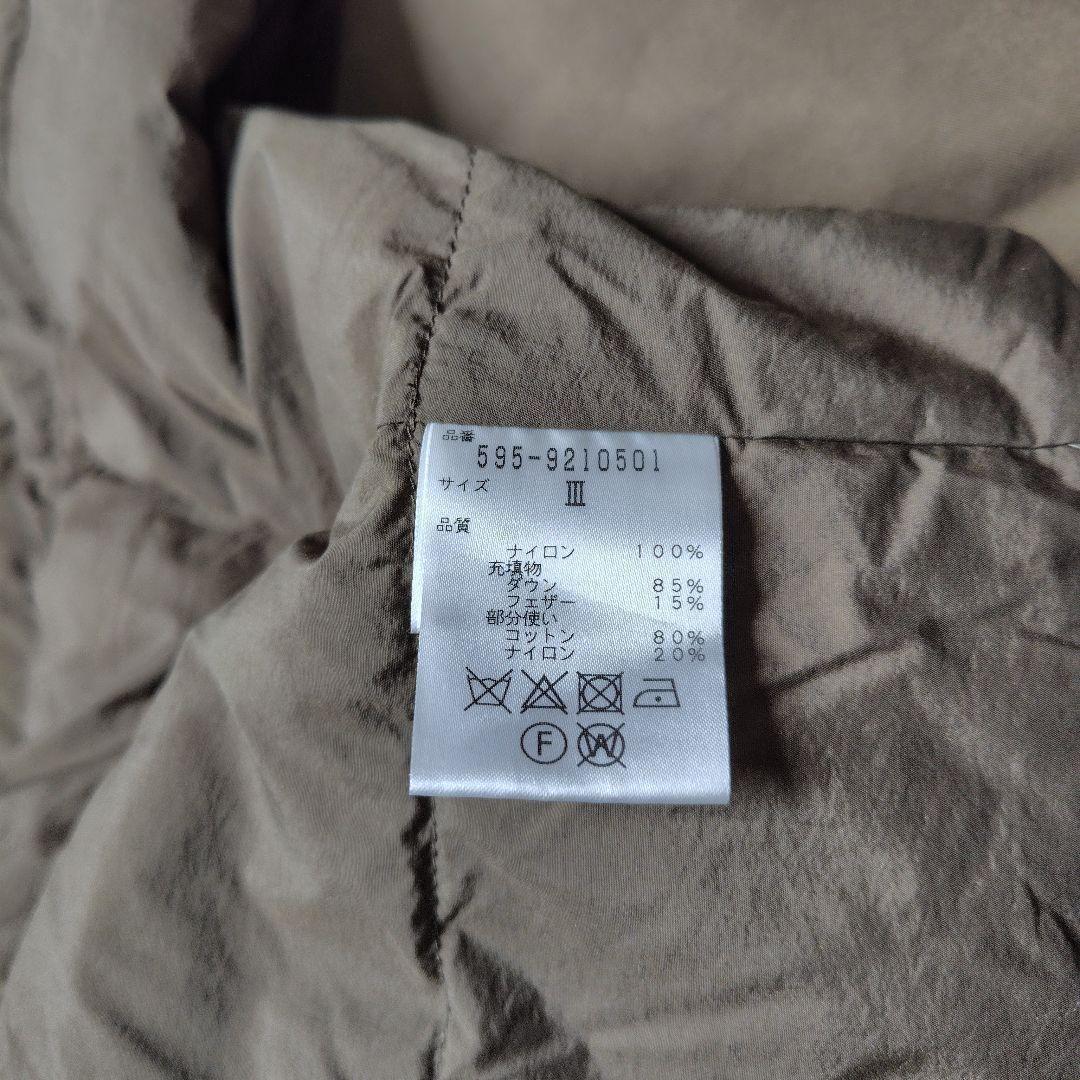 品番
595-9210501
サイズ Ⅲ
品質
ナイロン 100%
充填物
ダウン 85%
フェザー 15%
部分使い
コットン 80%
ナイロン 20%
F W